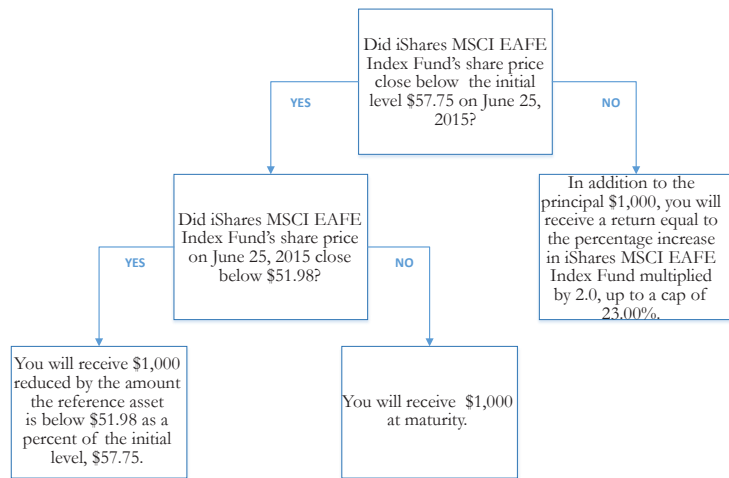 Did iShares MSCI EAFE
Index Fund's share price
close below the initial
level $57.75 on June 25,
2015?
YES
NO
Did iShares MSCI EAFE
Index Fund's share price
on June 25, 2015 close
below $51.98?
In addition to the
principal $1,000, you will
receive a return equal to
the percentage increase
in iShares MSCI EAFE
Index Fund multiplied
by 2.0, up to a cap of
23.00%.
YES
NO
You will receive $1,000
reduced by the amount
the reference asset
is below $51.98 as a
percent of the initial
level, $57.75.
You will receive $1,000
at maturity.